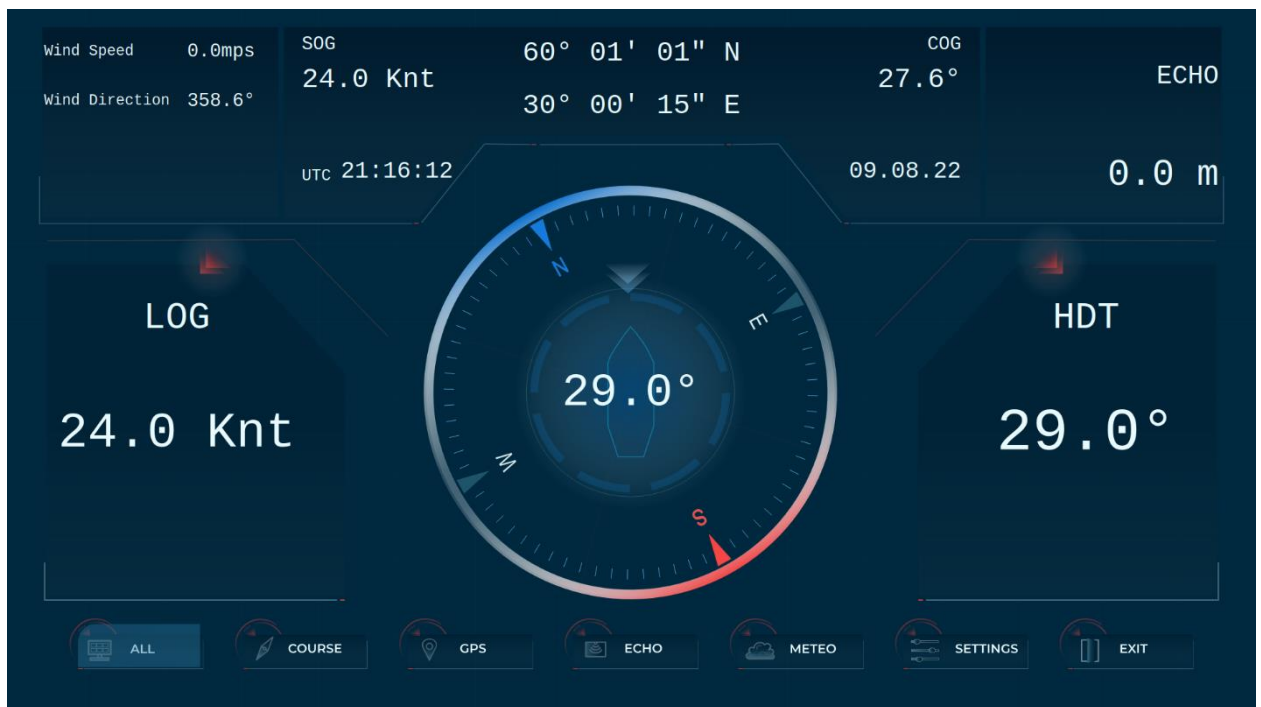 Wind Speed 0.0mps
Wind Direction 358.6°
SOG
24.0 Knt
60° 01' 01" N
30° 00' 15" E
COG
27.6°
ECHO
UTC 21:16:12
09.08.22
0.0 m
LOG
24.0 Knt
N
E
29.0°
W
S
HDT
29.0°
ALL
COURSE
GPS
ECHO
METEO
SETTINGS
EXIT